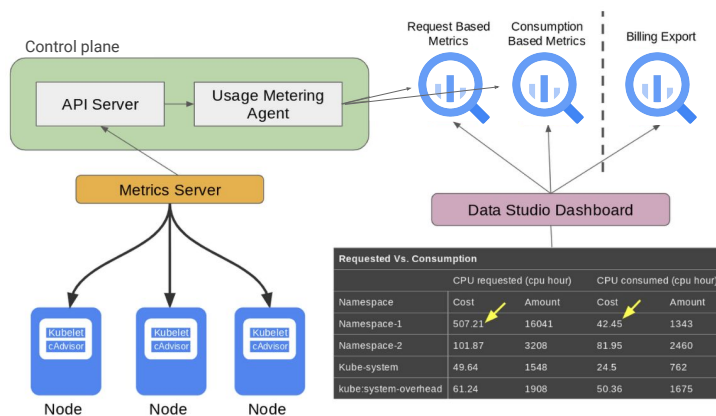 Control plane
API Server
Usage Metering
Agent
Request Based
Metrics
Consumption
Based Metrics
Billing Export
Metrics Server
Data Studio Dashboard
Kubelet
cAdvisor
Node
Kubelet
cAdvisor
Node
Kubelet
cAdvisor
Node
Requested Vs. Consumption
CPU requested (cpu hour) CPU consumed (cpu hour)
Namespace Cost Amount Cost Amount
Namespace-1 507.21 16041 42.45 1343
Namespace-2 101.87 3208 81.95 2460
Kube-system 49.64 1548 24.5 762
kube:system-overhead 61.24 1908 50.36 1675